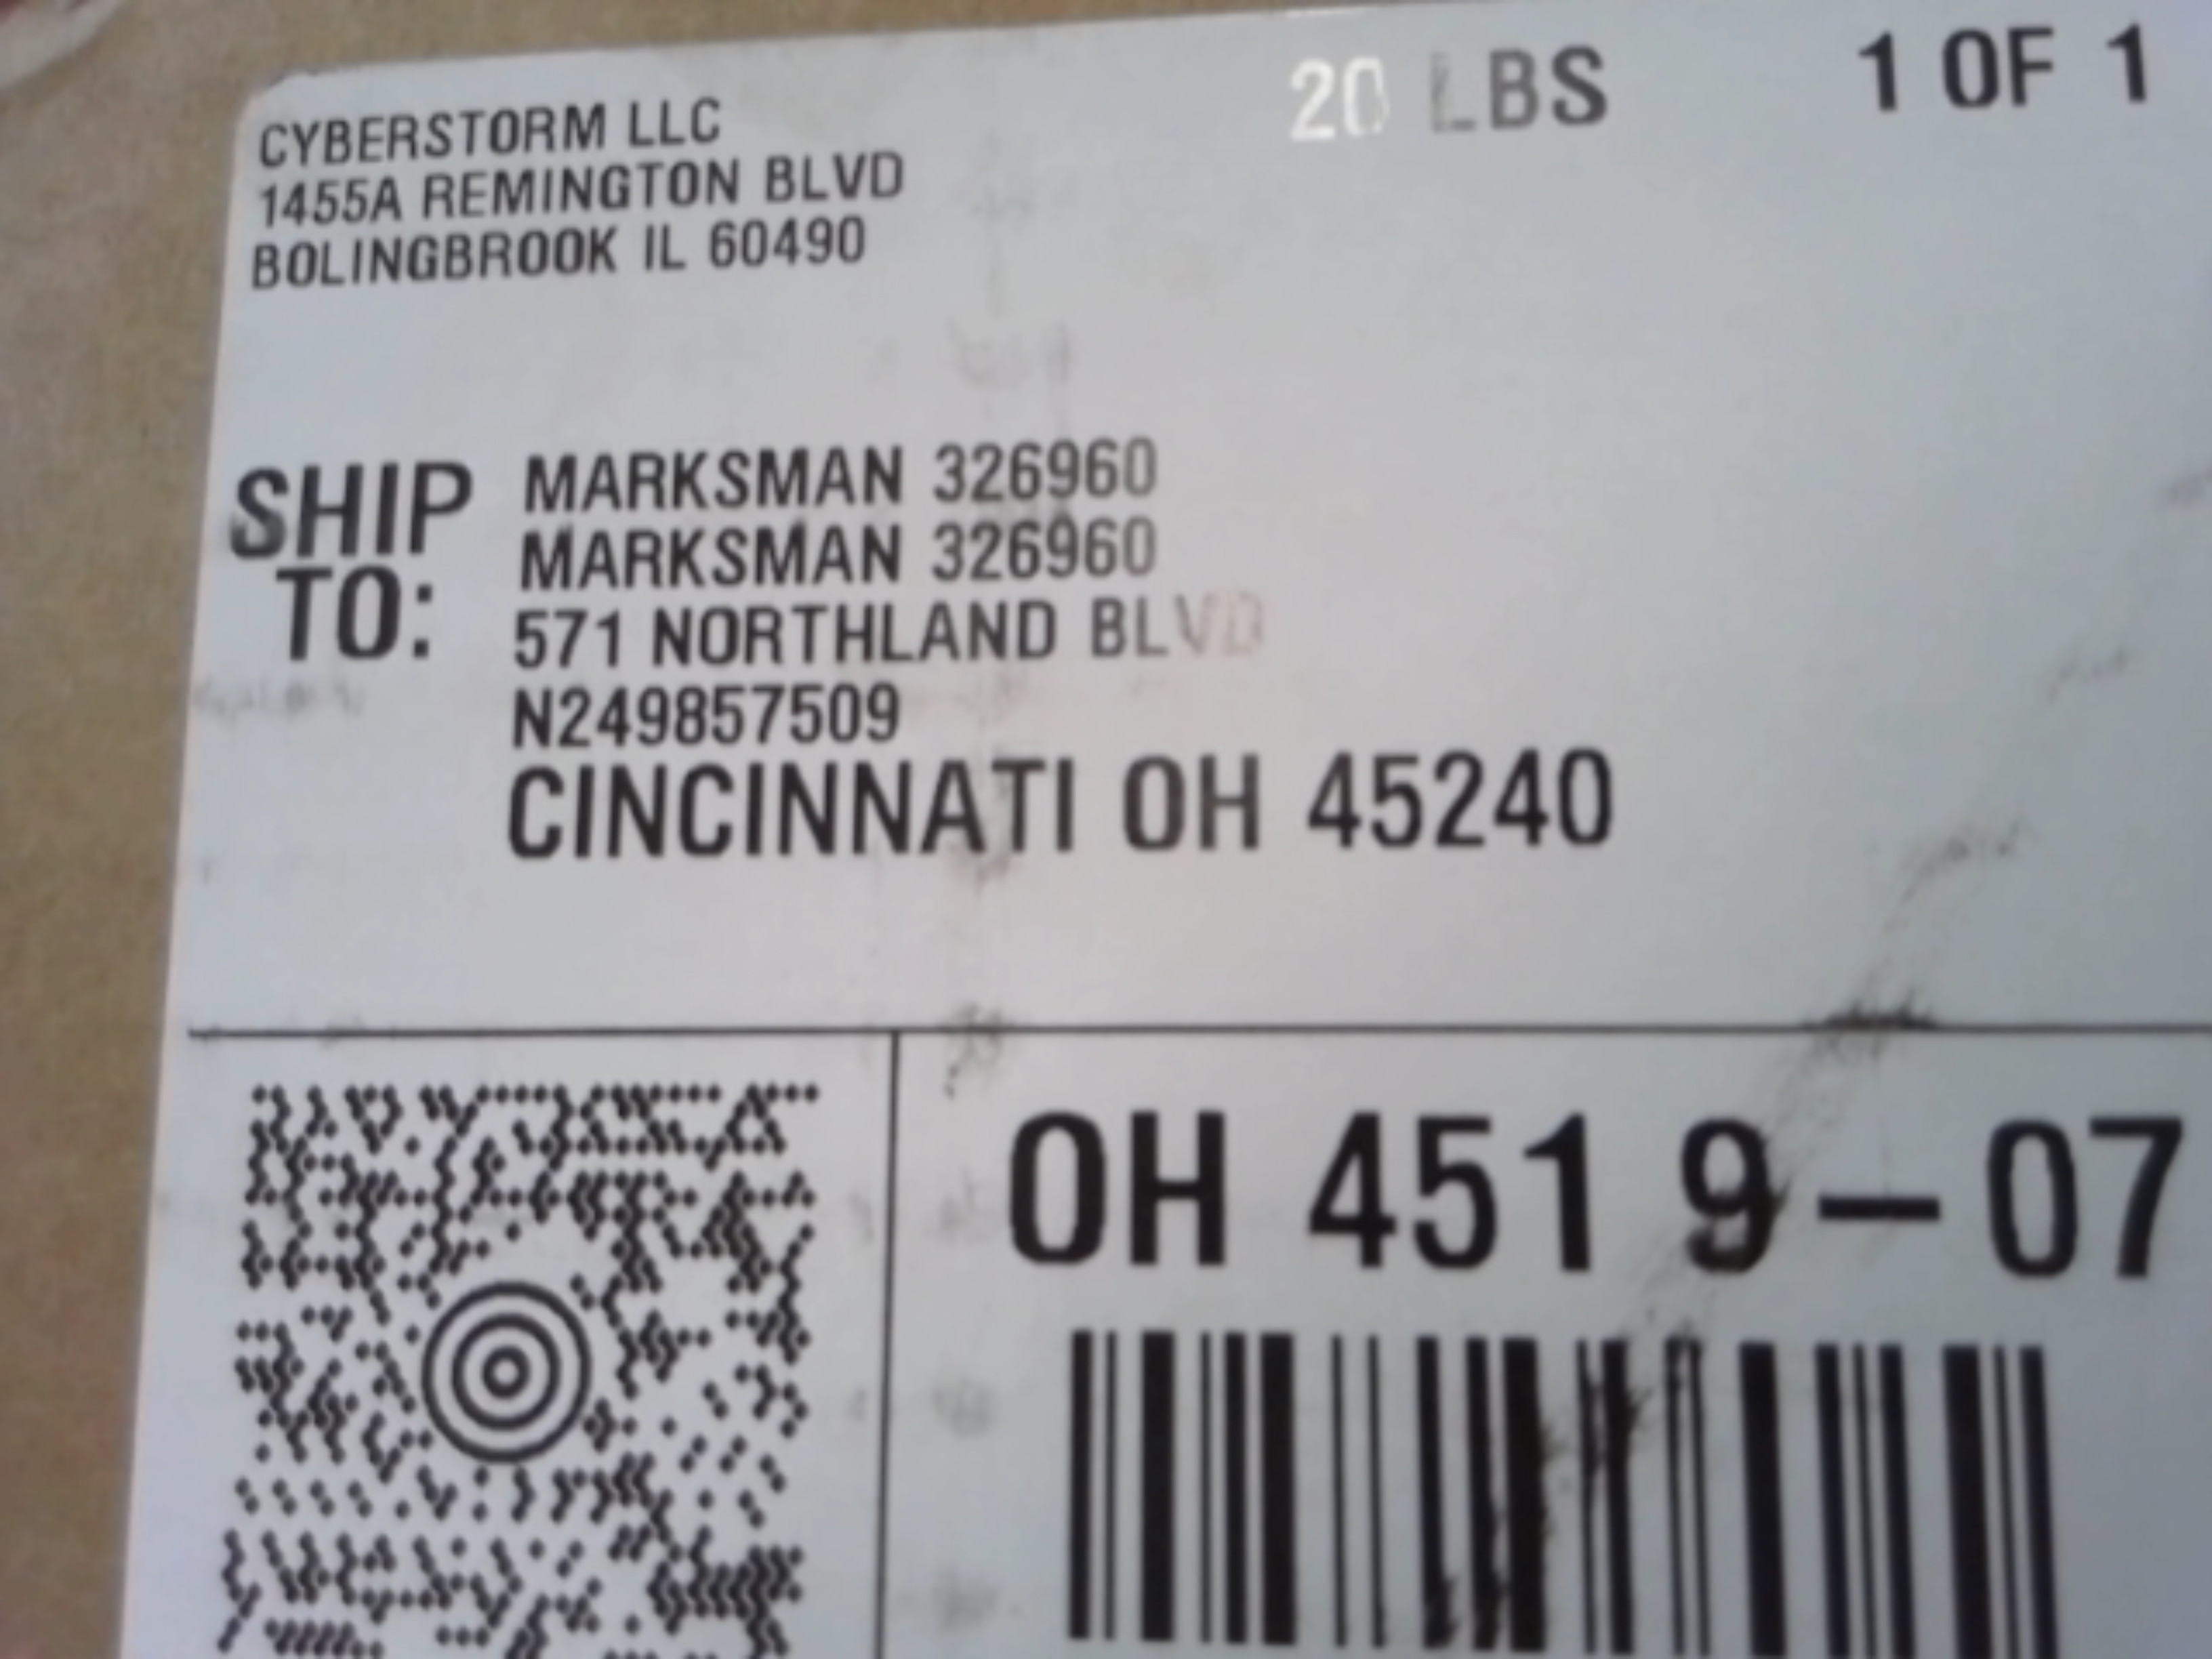 20 LBS 1 OF 1
CYBERSTORM LLC
1455A REMINGTON BLVD
BOLINGBROOK IL 60490
SHIP TO:
MARKSMAN 326960
MARKSMAN 326960
571 NORTHLAND BLVD
N249857509
CINCINNATI OH 45240
OH 451 9-07